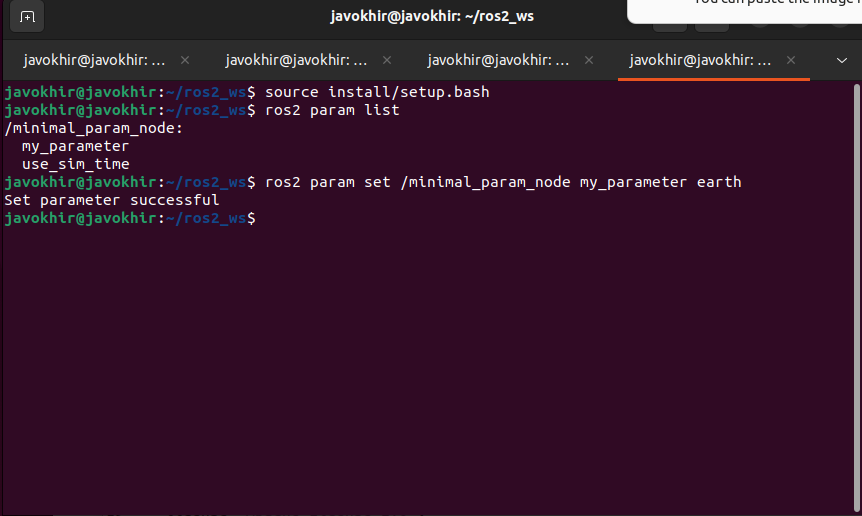 You can paste the image
javokhir@javokhir: ~/ros2_ws
javokhir@javokhir: ... × javokhir@javokhir: ... × javokhir@javokhir: ... × javokhir@javokhir: ... ×
javokhir@javokhir:~/ros2_ws$ source install/setup.bash
javokhir@javokhir:~/ros2_ws$ ros2 param list
/minimal_param_node:
  my_parameter
  use_sim_time
javokhir@javokhir:~/ros2_ws$ ros2 param set /minimal_param_node my_parameter earth
Set parameter successful
javokhir@javokhir:~/ros2_ws$